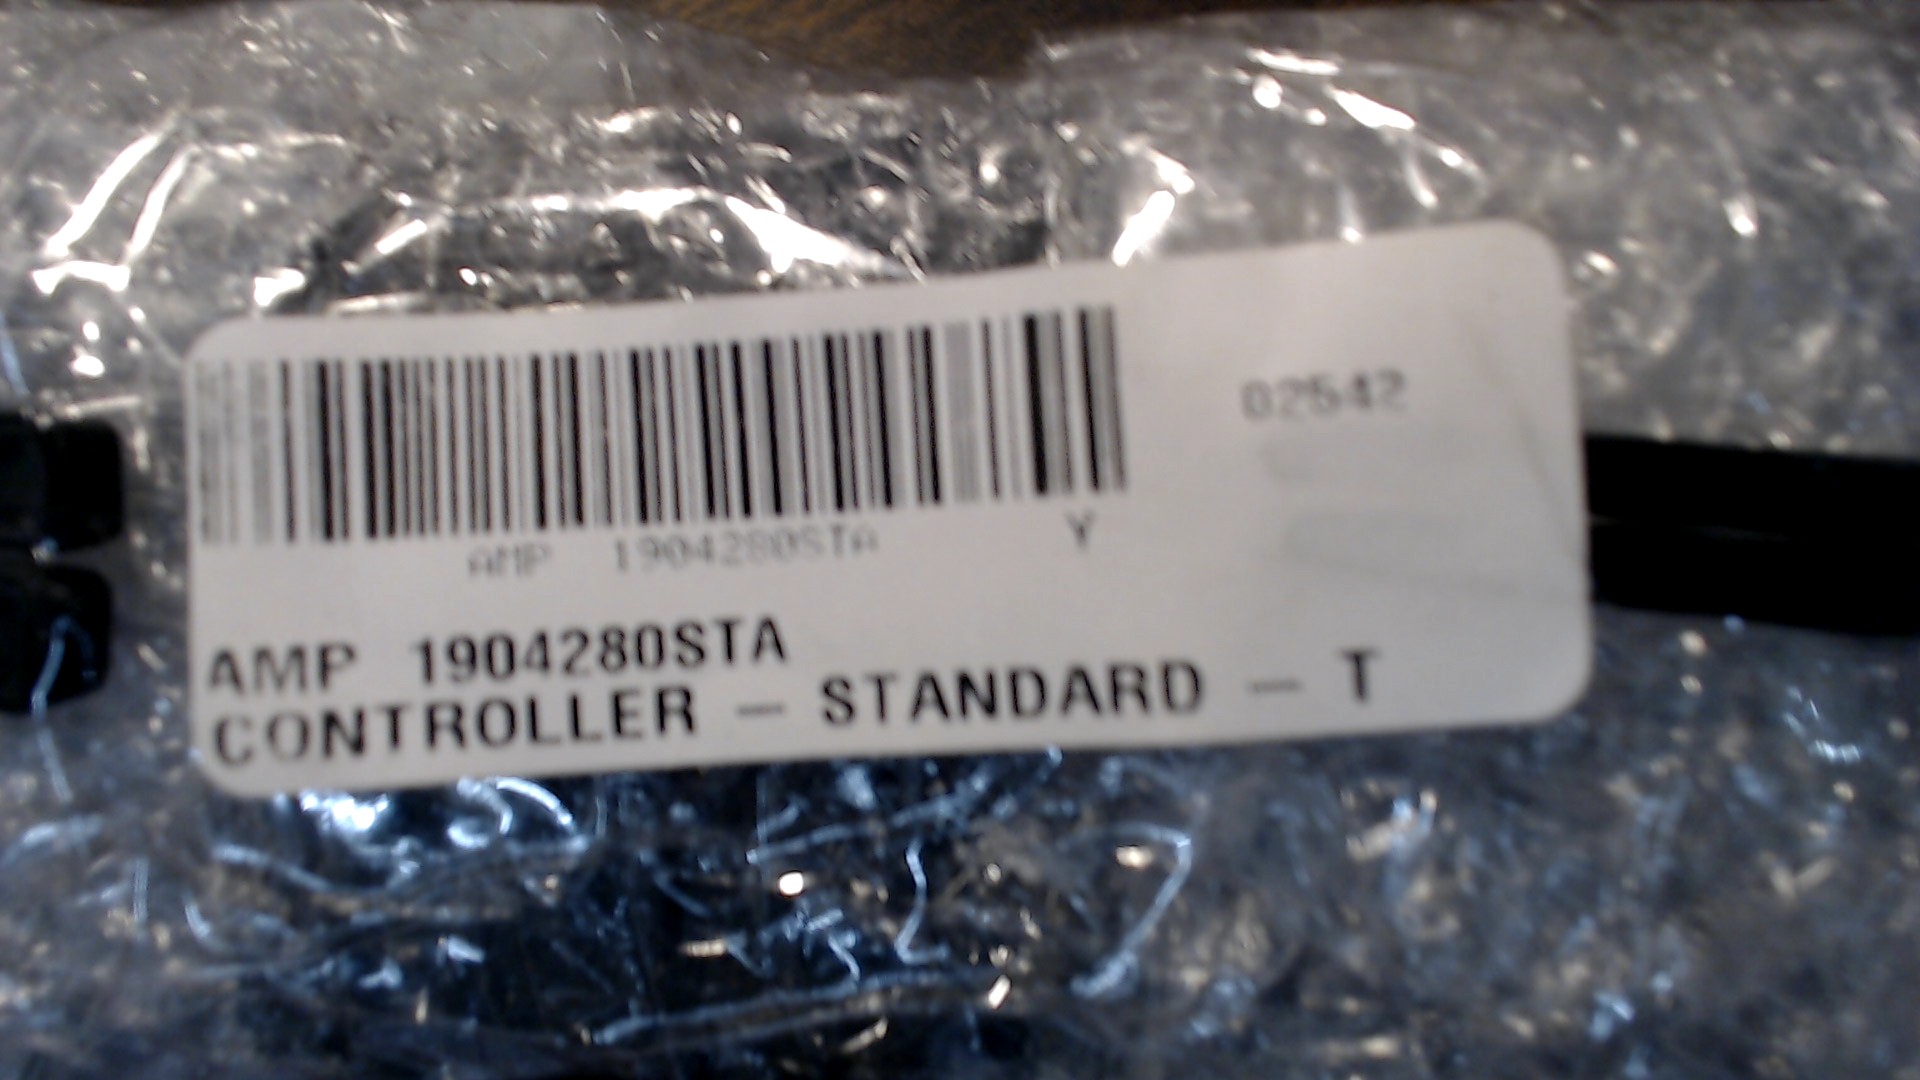 02542
AMP 1904280STA Y
AMP 1904280STA
CONTROLLER - STANDARD - T